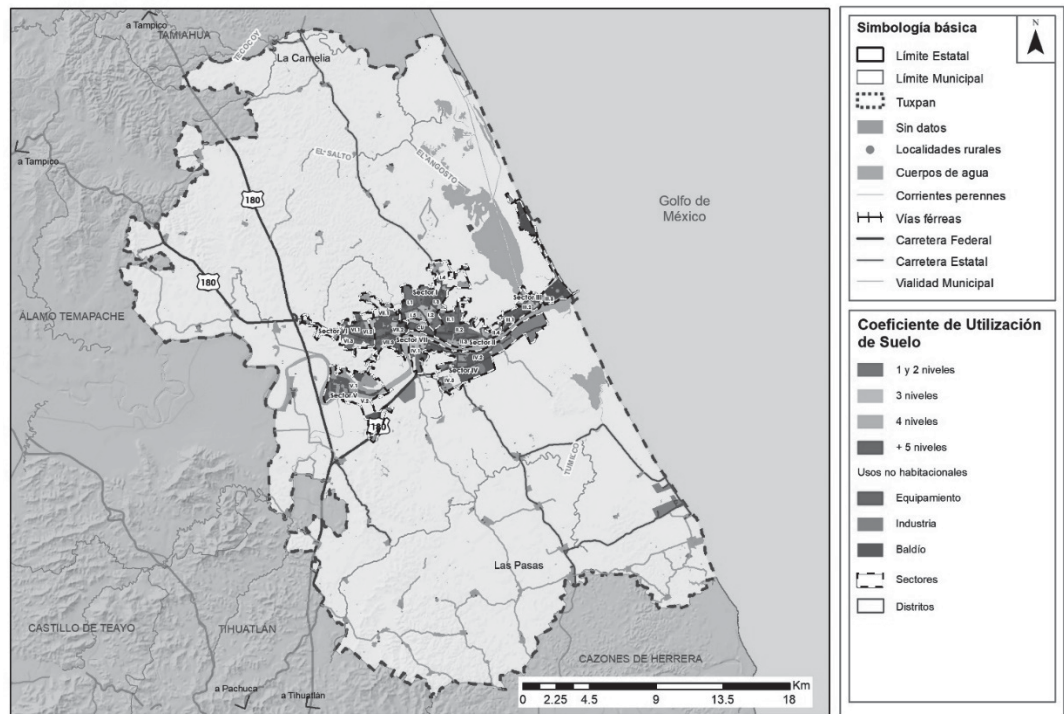 a Tampico
TAMIAHUA
TECOCOY
La Camelia
a Tampico
EL SALTO
EL ANGOSTO
180
Golfo de
México
180
Sector I
Sector III
Sector VI
Sector VII
Sector II
Sector IV
Sector V
180
ÁLAMO TEMAPACHE
TUMILCO
Las Pasas
CASTILLO DE TEAYO
TIHUATLÁN
CAZONES DE HERRERA
a Pachuca
a Tihuatlán
Km
0 2.25 4.5 9 13.5 18
Simbología básica
N
Límite Estatal
Límite Municipal
Tuxpan
Sin datos
Localidades rurales
Cuerpos de agua
Corrientes perennes
Vías férreas
Carretera Federal
Carretera Estatal
Vialidad Municipal
Coeficiente de Utilización
de Suelo
1 y 2 niveles
3 niveles
4 niveles
+ 5 niveles
Usos no habitacionales
Equipamiento
Industria
Baldío
Sectores
Distritos